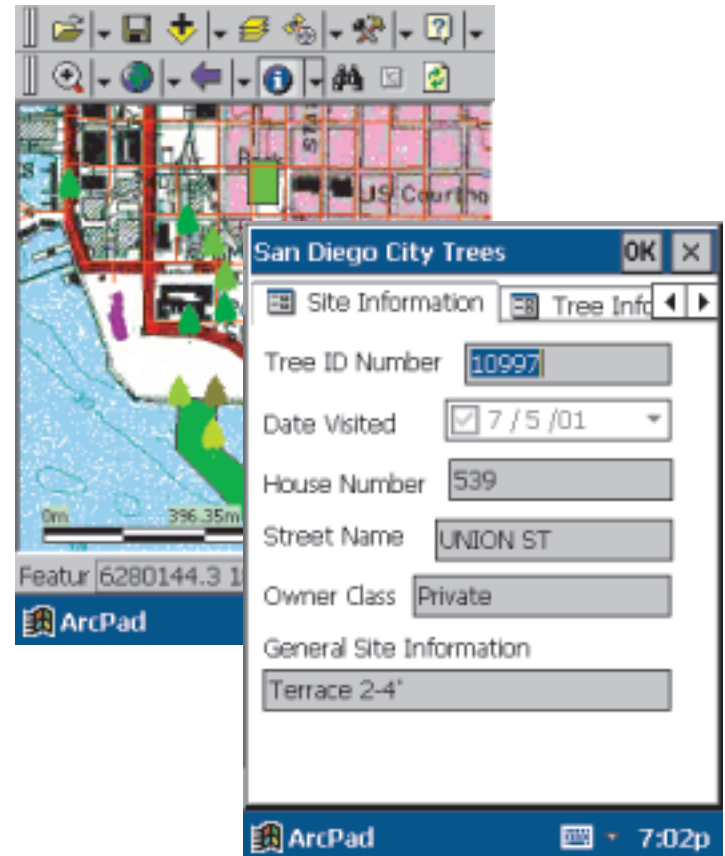 US Courtho
0m 396.35m
Featur 6280144.3 1
ArcPad
San Diego City Trees OK
Site Information Tree Info
Tree ID Number 10997
Date Visited 7 / 5 /01
House Number 539
Street Name UNION ST
Owner Class Private
General Site Information
Terrace 2-4'
ArcPad 7:02p